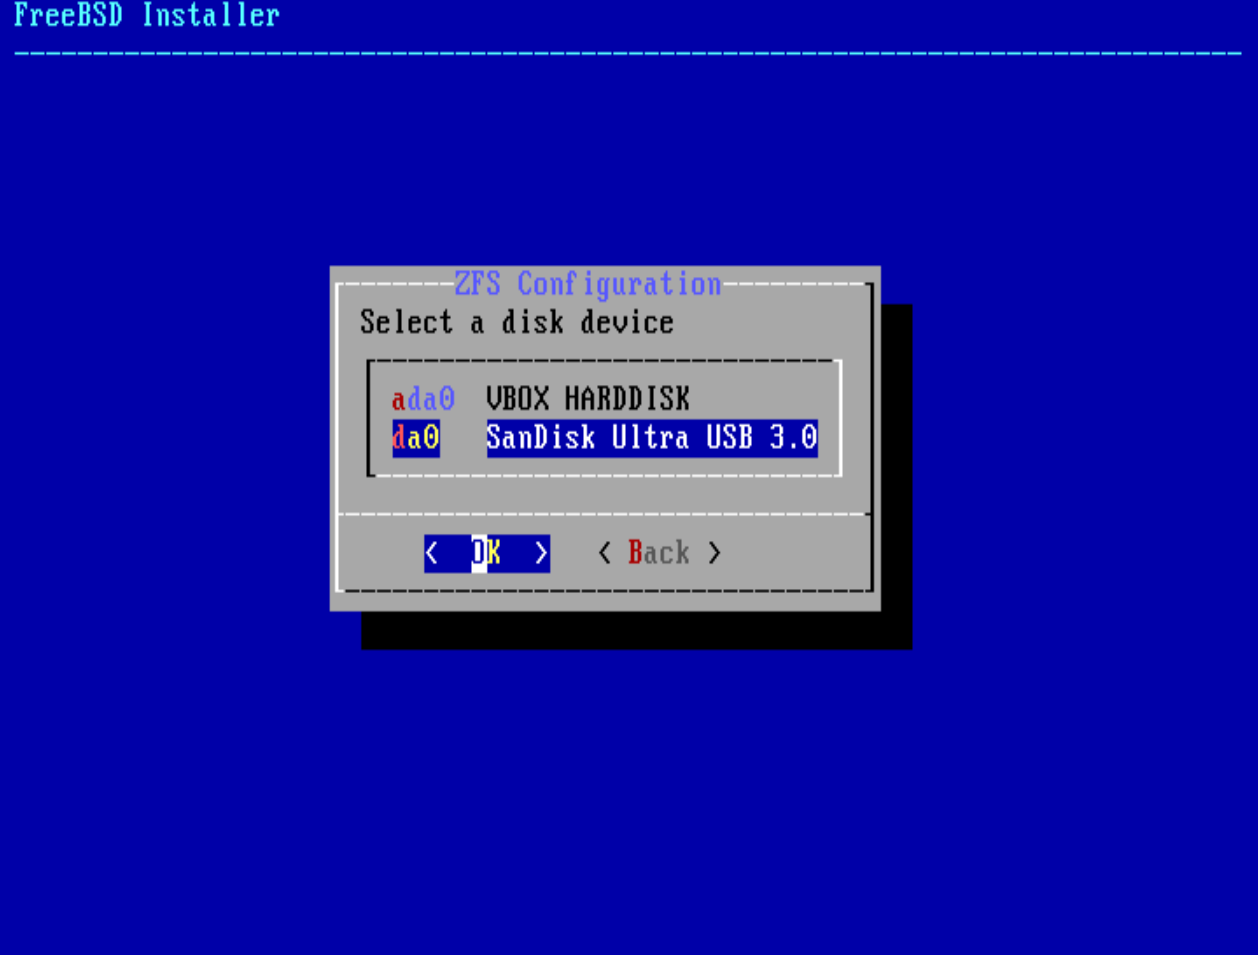 FreeBSD Installer
ZFS Configuration
Select a disk device
ada0 VBOX HARDDISK
da0 SanDisk Ultra USB 3.0
< OK > < Back >